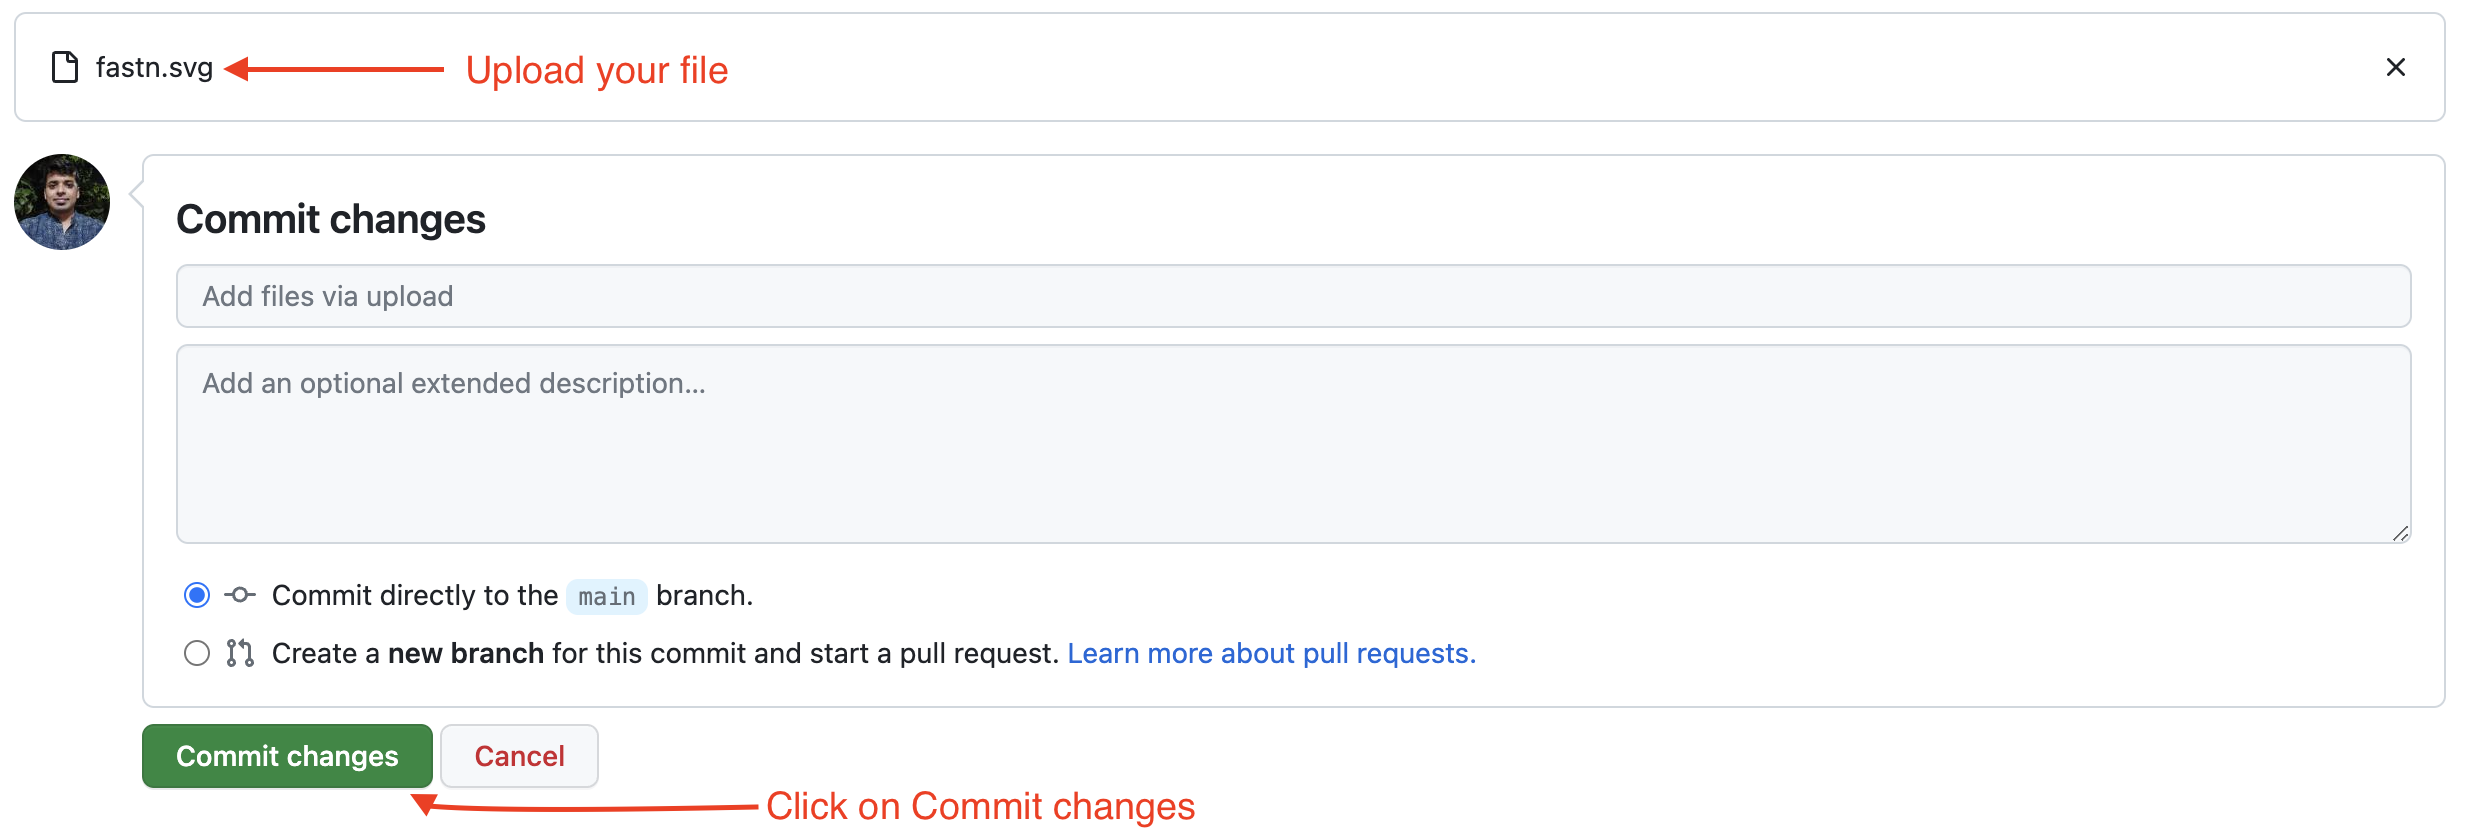 fastn.svg
Upload your file
Commit changes
Add files via upload
Add an optional extended description...
Commit directly to the main branch.
Create a new branch for this commit and start a pull request. Learn more about pull requests.
Commit changes
Cancel
Click on Commit changes